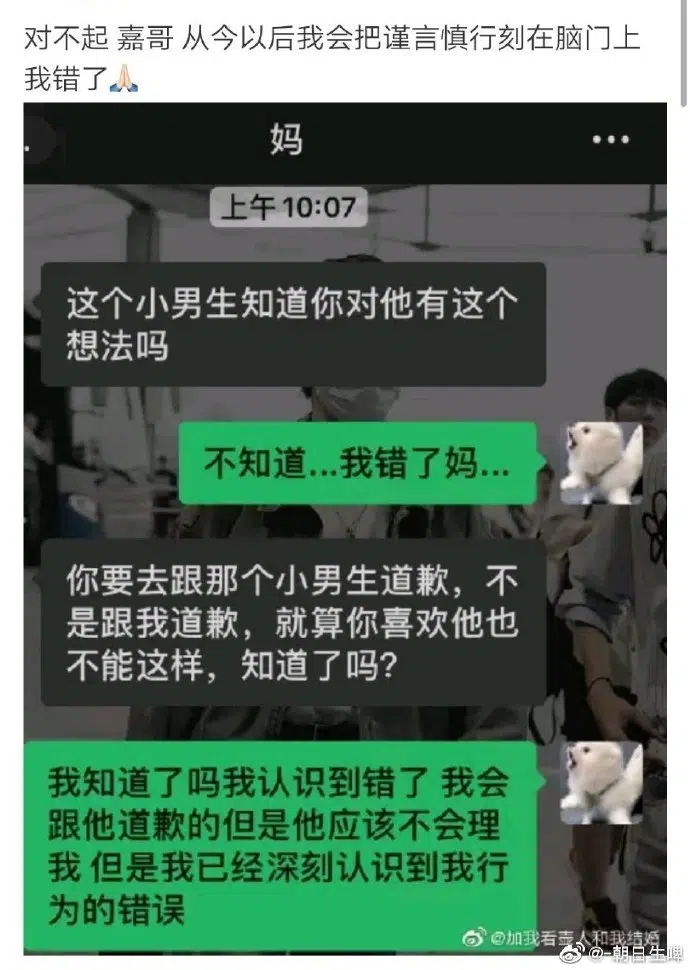 对不起 嘉哥 从今以后我会把谨言慎行刻在脑门上
我错了🙏🏻
妈
上午 10:07
这个小男生知道你对他有这个
想法吗
不知道...我错了妈...
你要去跟那个小男生道歉，不
是跟我道歉，就算你喜欢他也
不能这样，知道了吗？
我知道了吗我认识到错了 我会
跟他道歉的但是他应该不会理
我 但是我已经深刻认识到我行
为的错误
@加我看壶人和我结婚
@-朝日生啤